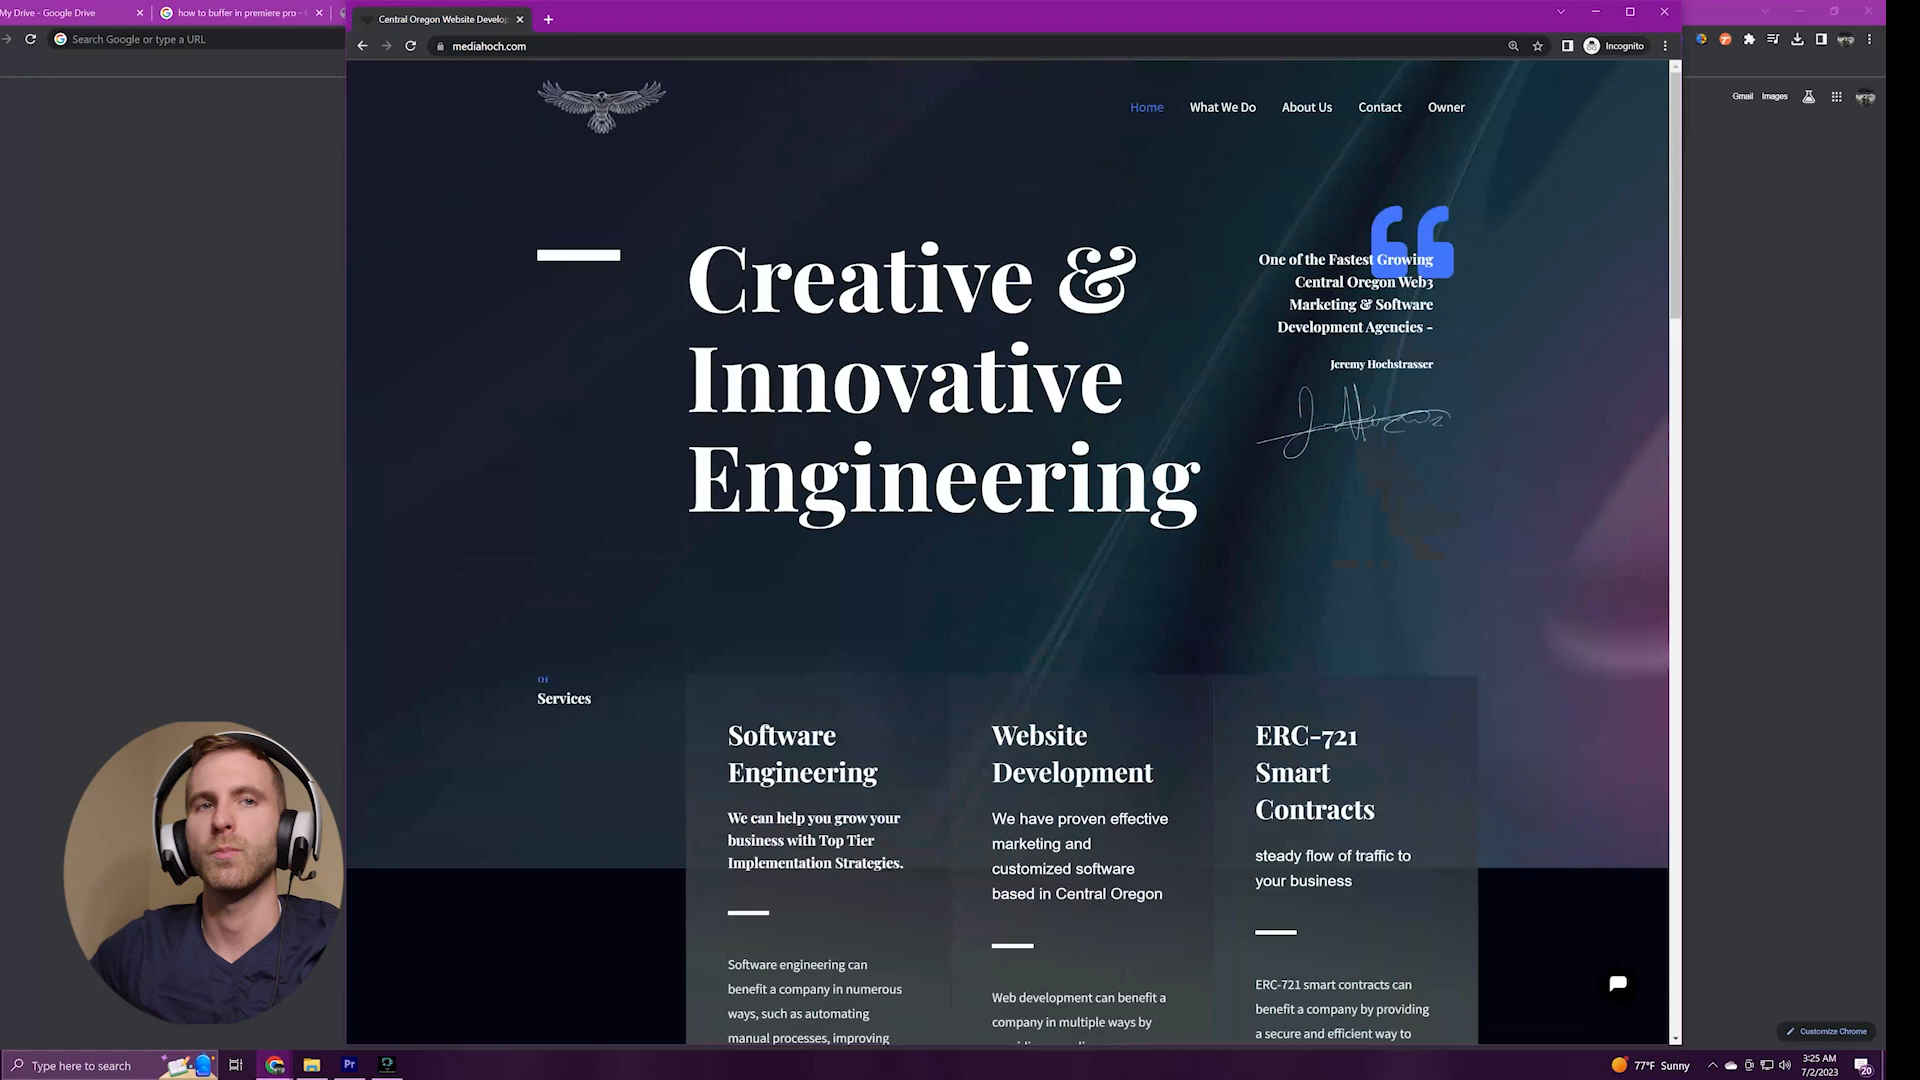 My Drive - Google Drive
how to buffer in premiere pro -
Central Oregon Website Develop
Search Google or type a URL
mediahoch.com
Incognito
Gmail
Images
Home
What We Do
About Us
Contact
Owner
Creative &
Innovative
Engineering
One of the Fastest Growing
Central Oregon Web3
Marketing & Software
Development Agencies -
Jeremy Hochstrasser
01
Services
Software
Engineering
We can help you grow your
business with Top Tier
Implementation Strategies.
Software engineering can
benefit a company in numerous
ways, such as automating
manual processes, improving
Website
Development
We have proven effective
marketing and
customized software
based in Central Oregon
Web development can benefit a
company in multiple ways by
ERC-721
Smart
Contracts
steady flow of traffic to
your business
ERC-721 smart contracts can
benefit a company by providing
a secure and efficient way to
Customize Chrome
Type here to search
Pr
77°F Sunny
3:25 AM
7/2/2023
20